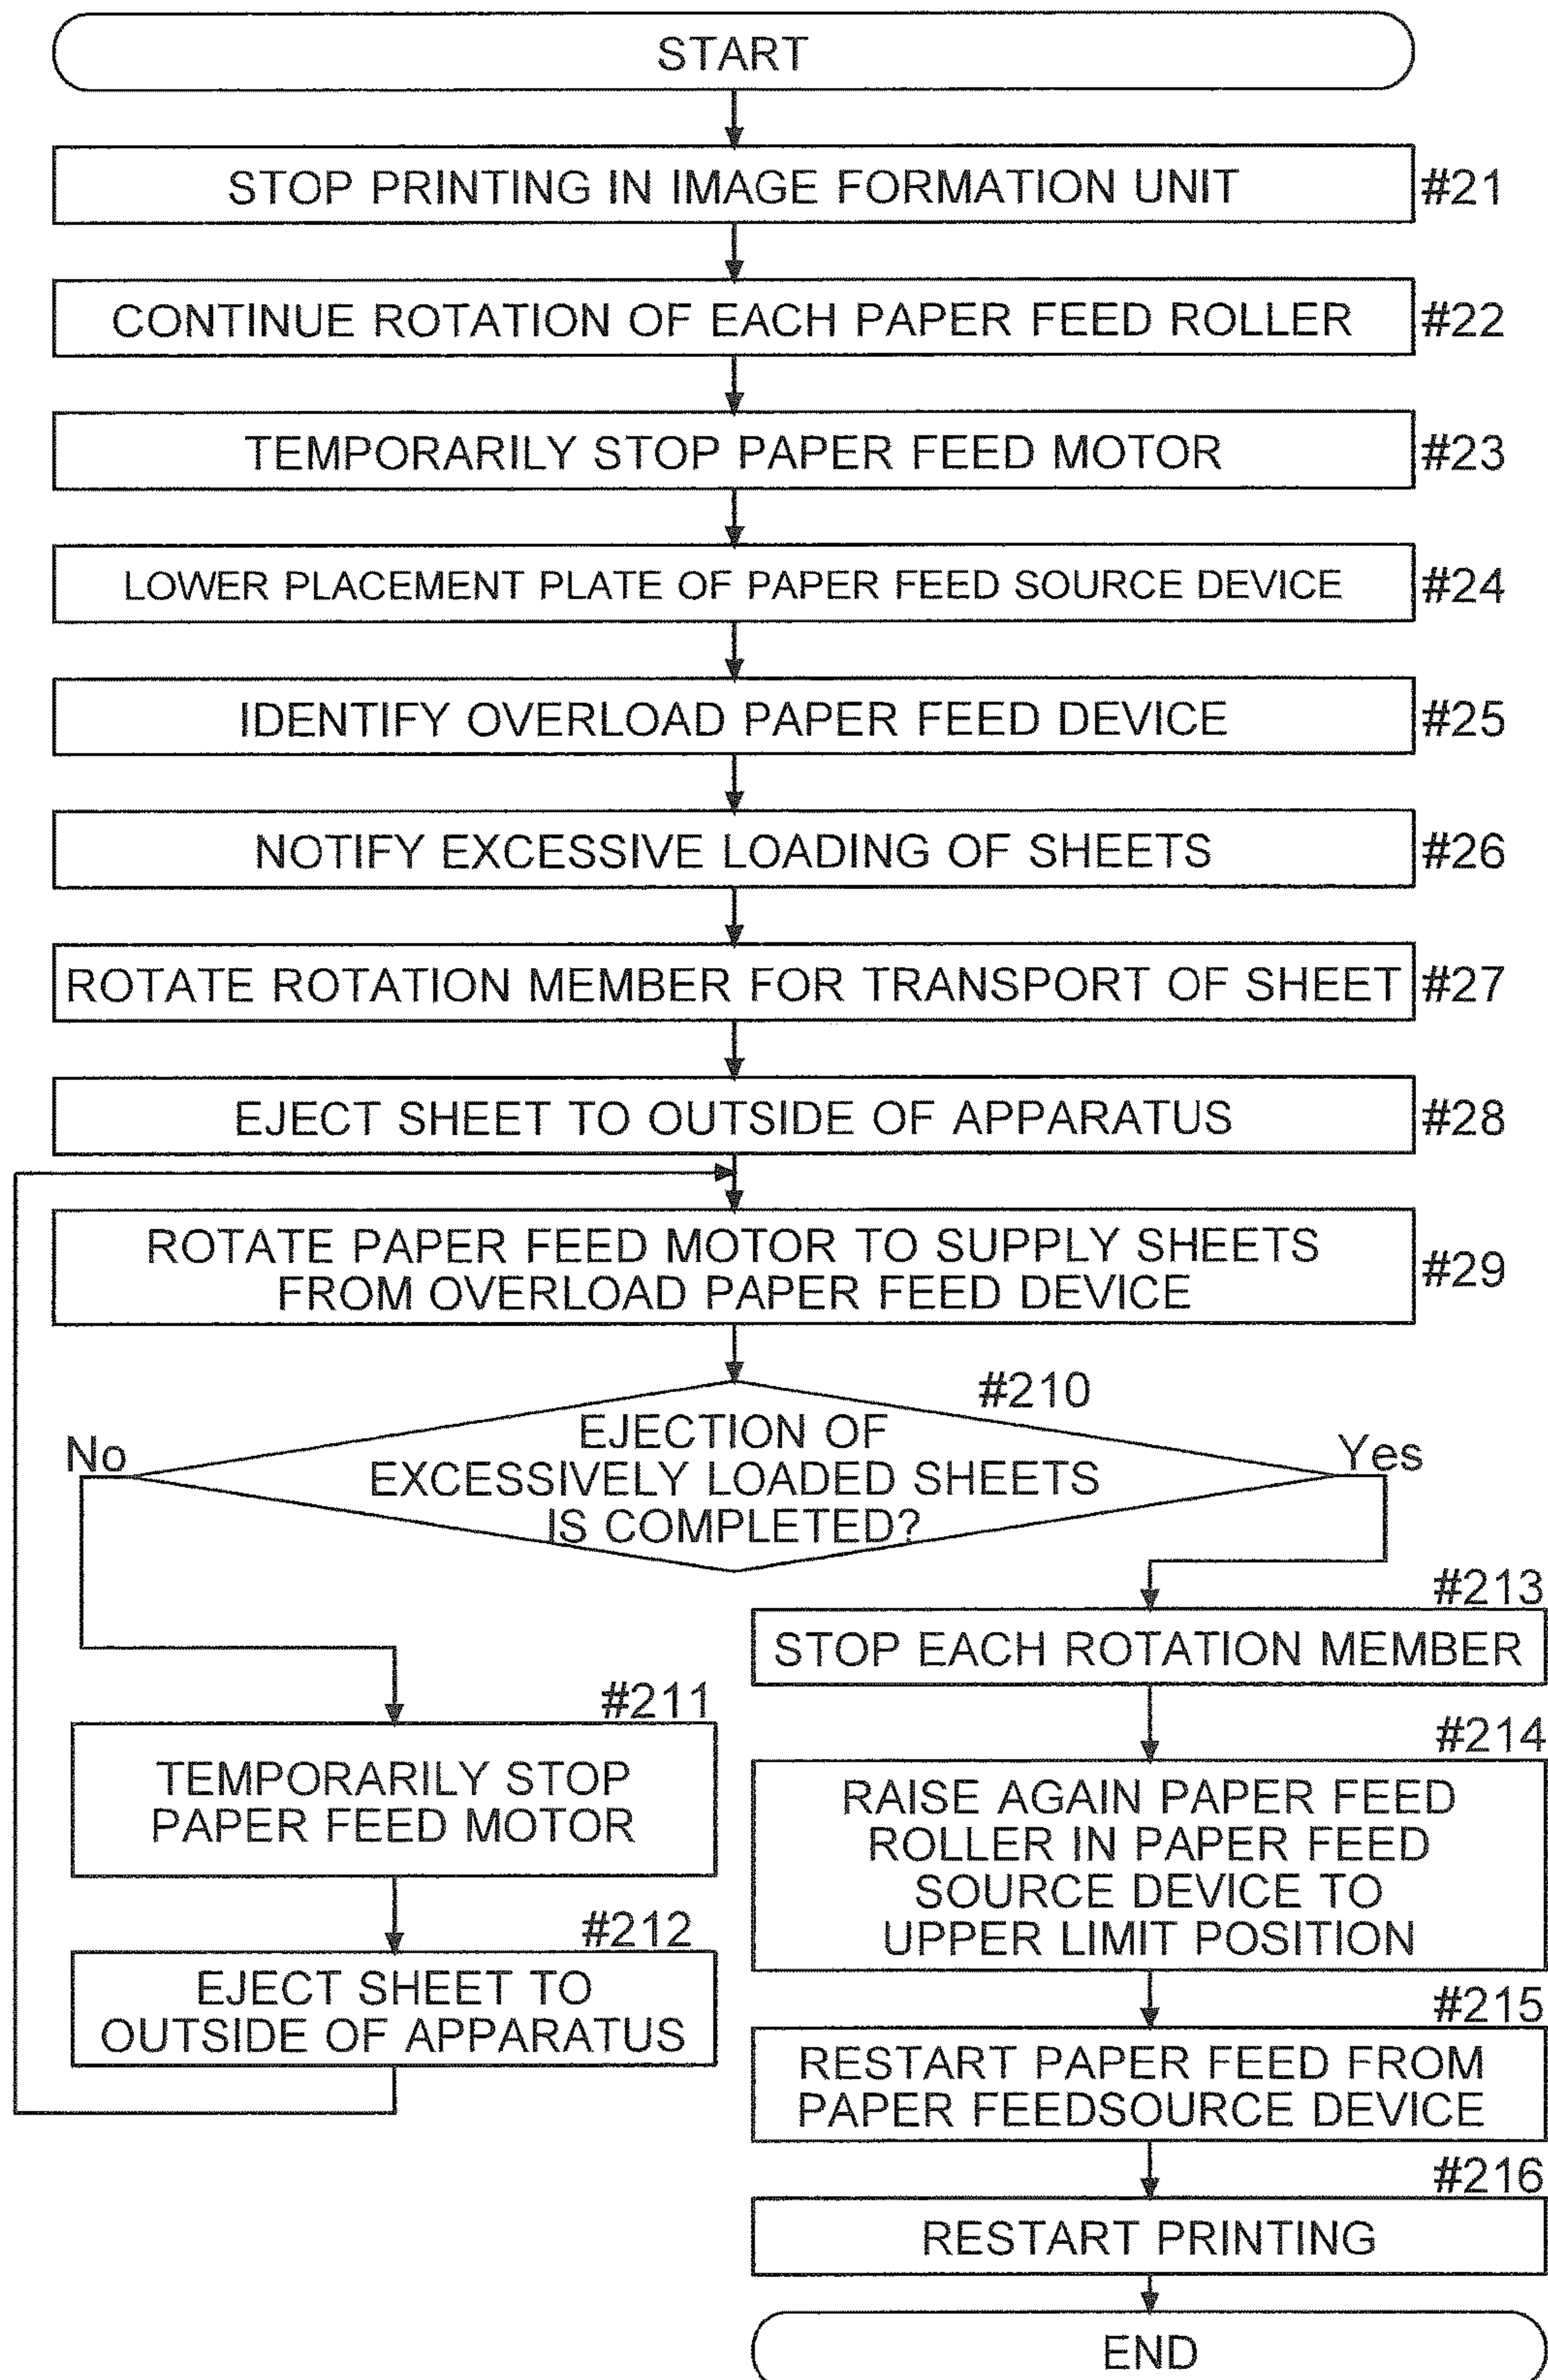 START
STOP PRINTING IN IMAGE FORMATION UNIT
#21
CONTINUE ROTATION OF EACH PAPER FEED ROLLER
#22
TEMPORARILY STOP PAPER FEED MOTOR
#23
LOWER PLACEMENT PLATE OF PAPER FEED SOURCE DEVICE
#24
IDENTIFY OVERLOAD PAPER FEED DEVICE
#25
NOTIFY EXCESSIVE LOADING OF SHEETS
#26
ROTATE ROTATION MEMBER FOR TRANSPORT OF SHEET
#27
EJECT SHEET TO OUTSIDE OF APPARATUS
#28
ROTATE PAPER FEED MOTOR TO SUPPLY SHEETS
FROM OVERLOAD PAPER FEED DEVICE
#29
#210
EJECTION OF
EXCESSIVELY LOADED SHEETS
IS COMPLETED?
No
Yes
#211
TEMPORARILY STOP
PAPER FEED MOTOR
#212
EJECT SHEET TO
OUTSIDE OF APPARATUS
#213
STOP EACH ROTATION MEMBER
#214
RAISE AGAIN PAPER FEED
ROLLER IN PAPER FEED
SOURCE DEVICE TO
UPPER LIMIT POSITION
#215
RESTART PAPER FEED FROM
PAPER FEEDSOURCE DEVICE
#216
RESTART PRINTING
END